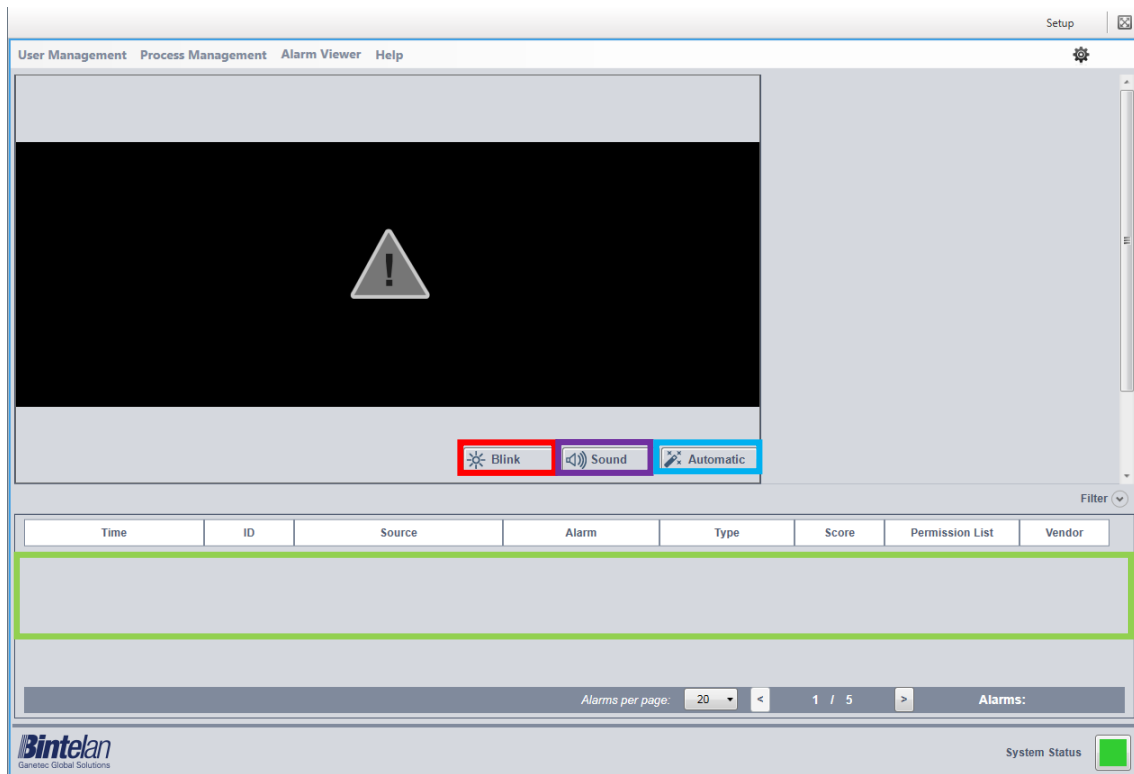 Setup
User Management Process Management Alarm Viewer Help
!
Blink Sound Automatic
Filter
Time ID Source Alarm Type Score Permission List Vendor
Alarms per page: 20 < 1 / 5 > Alarms:
Bintelan
Ganetec Global Solutions
System Status